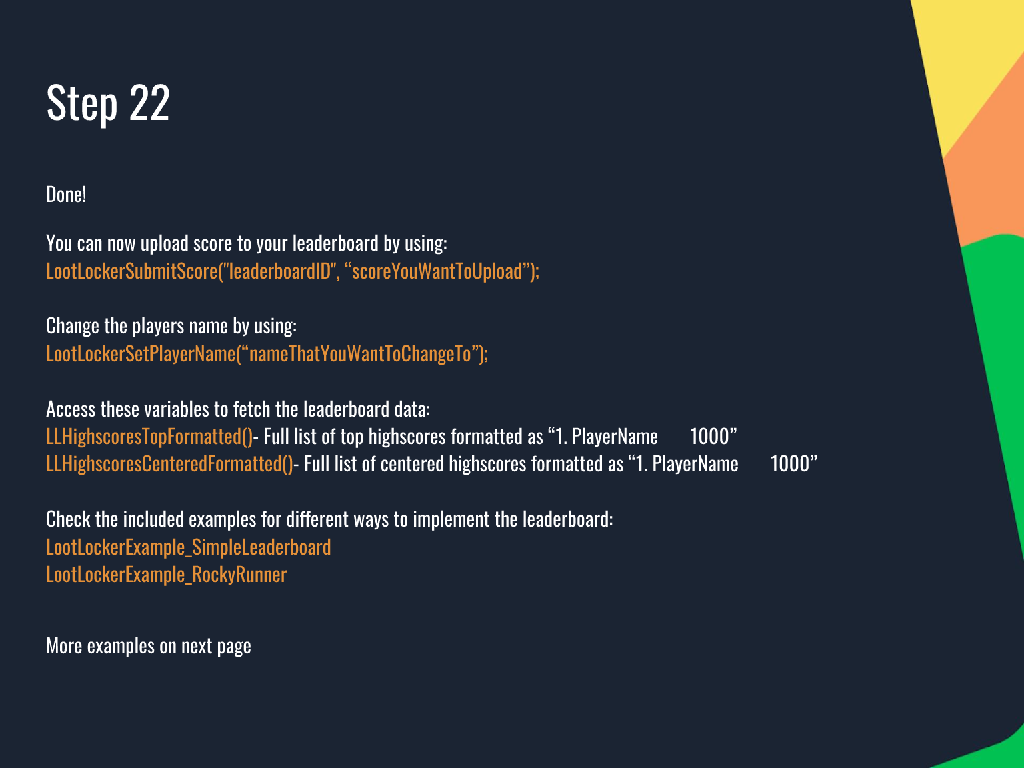 Step 22
Done!
You can now upload score to your leaderboard by using:
LootLockerSubmitScore("leaderboardID", “scoreYouWantToUpload”);
Change the players name by using:
LootLockerSetPlayerName(“nameThatYouWantToChangeTo”);
Access these variables to fetch the leaderboard data:
LLHighscoresTopFormatted()- Full list of top highscores formatted as “1. PlayerName 1000”
LLHighscoresCenteredFormatted()- Full list of centered highscores formatted as “1. PlayerName 1000”
Check the included examples for different ways to implement the leaderboard:
LootLockerExample_SimpleLeaderboard
LootLockerExample_RockyRunner
More examples on next page